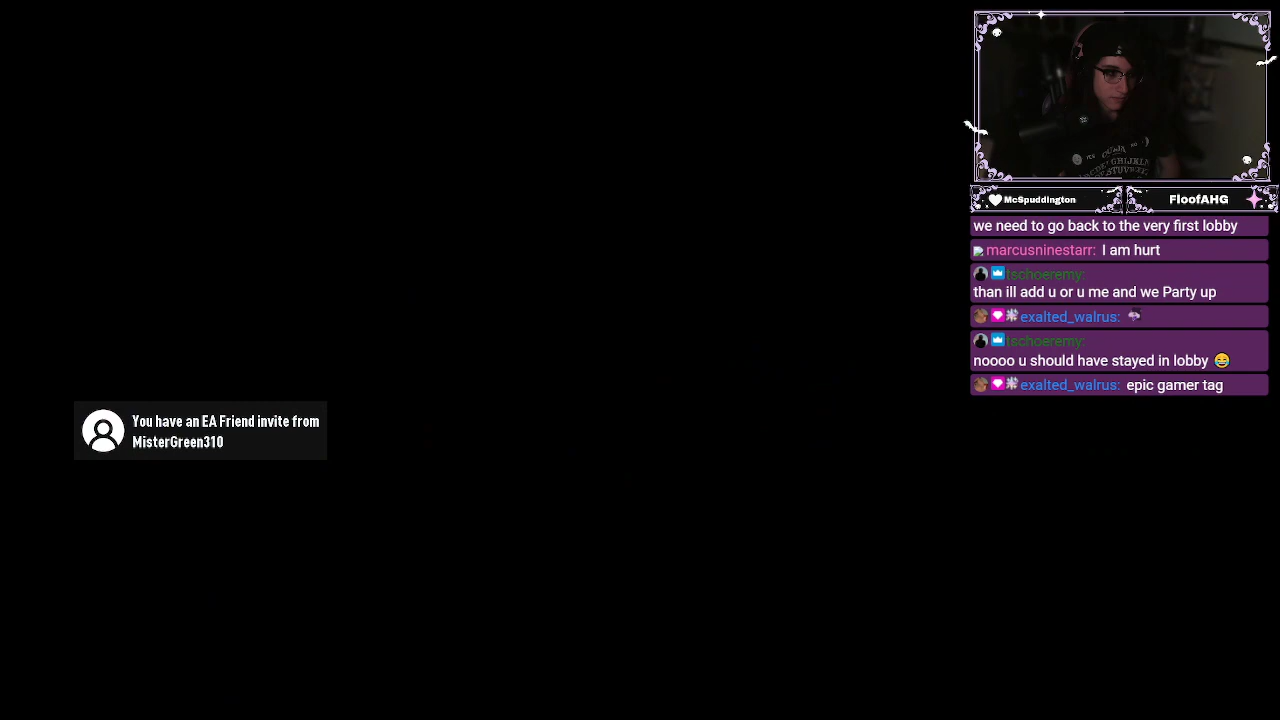 McSpuddington
FloofAHG
we need to go back to the very first lobby
marcusninestarr: I am hurt
tschoeremy:
than ill add u or u me and we Party up
exalted_walrus:
tschoeremy:
noooo u should have stayed in lobby 😂
exalted_walrus: epic gamer tag
You have an EA Friend invite from
MisterGreen310